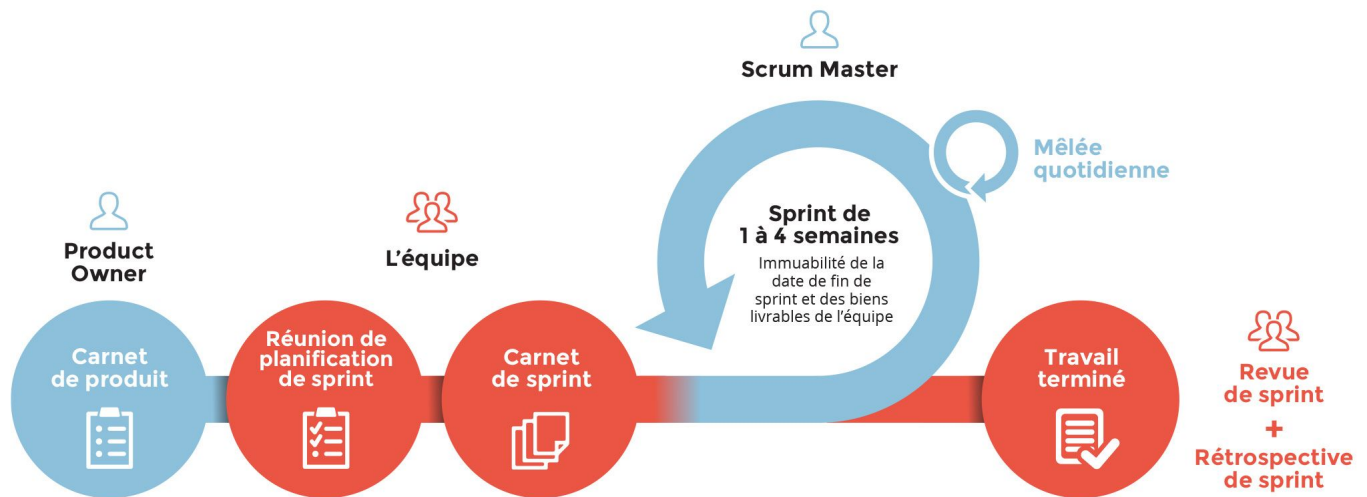 Scrum Master
Mêlée
quotidienne
Product
Owner
L'équipe
Sprint de
1 à 4 semaines
Immuabilité de la
date de fin de
sprint et des biens
livrables de l'équipe
Carnet
de produit
Réunion de
planification
de sprint
Carnet
de sprint
Travail
terminé
Revue
de sprint
+
Rétrospective
de sprint